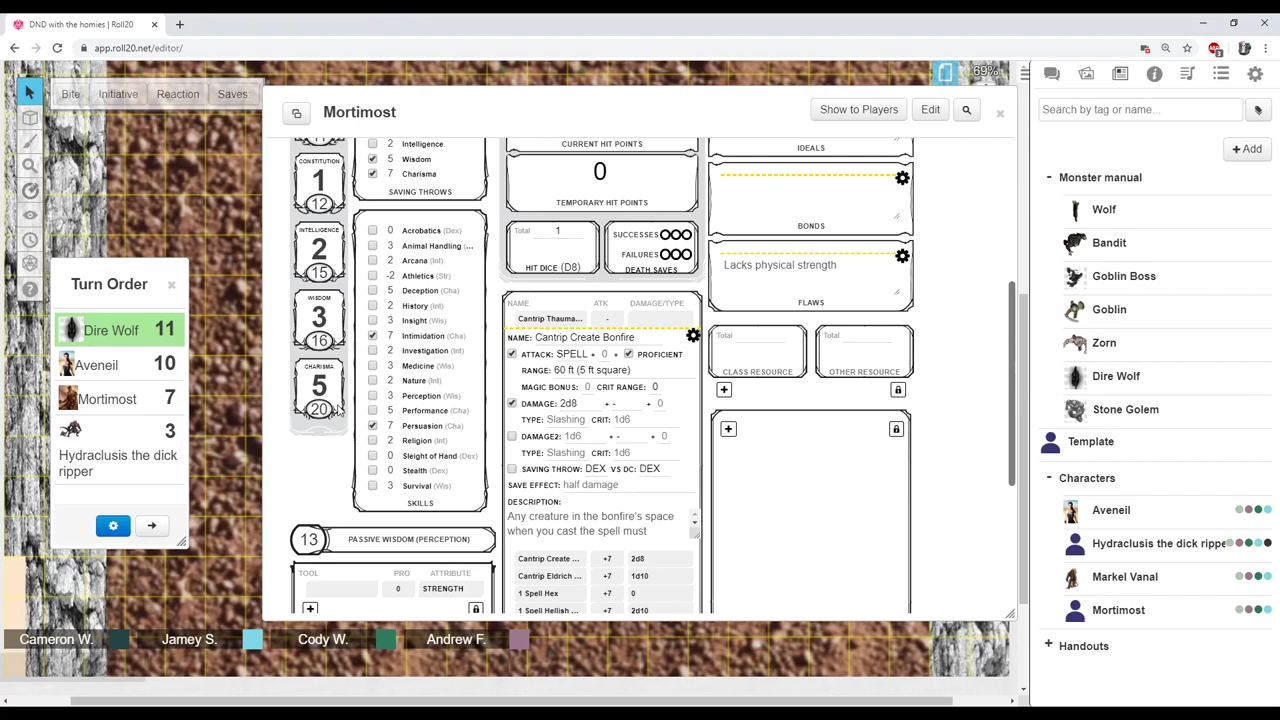 DND with the homies | Roll20
app.roll20.net/editor/
Bite
Initiative
Reaction
Saves
69%
Mortimost
Show to Players
Edit
Turn Order
Dire Wolf 11
Aveneil 10
Mortimost 7
3
Hydraclusis the dick
ripper
CONSTITUTION
1
12
INTELLIGENCE
2
15
WISDOM
3
16
CHARISMA
5
20
2 Intelligence
5 Wisdom
7 Charisma
SAVING THROWS
0 Acrobatics (Dex)
3 Animal Handling (...
2 Arcana (Int)
-2 Athletics (Str)
5 Deception (Cha)
2 History (Int)
3 Insight (Wis)
7 Intimidation (Cha)
2 Investigation (Int)
3 Medicine (Wis)
2 Nature (Int)
3 Perception (Wis)
5 Performance (Cha)
7 Persuasion (Cha)
2 Religion (Int)
0 Sleight of Hand (Dex)
0 Stealth (Dex)
3 Survival (Wis)
SKILLS
13 PASSIVE WISDOM (PERCEPTION)
TOOL PRO ATTRIBUTE
0 STRENGTH
CURRENT HIT POINTS
0
TEMPORARY HIT POINTS
Total 1
HIT DICE (D8)
SUCCESSES
FAILURES
DEATH SAVES
NAME ATK DAMAGE/TYPE
Cantrip Thauma... -
NAME: Cantrip Create Bonfire
ATTACK: SPELL + 0 + PROFICIENT
RANGE: 60 ft (5 ft square)
MAGIC BONUS: 0 CRIT RANGE: 0
DAMAGE: 2d8 + - + 0
TYPE: Slashing CRIT: 1d6
DAMAGE2: 1d6 + - + 0
TYPE: Slashing CRIT: 1d6
SAVING THROW: DEX VS DC: DEX
SAVE EFFECT: half damage
DESCRIPTION:
Any creature in the bonfire's space
when you cast the spell must
Cantrip Create ... +7 2d8
Cantrip Eldrich ... +7 1d10
1 Spell Hex +7 0
1 Spell Hellish ... +7 2d10
IDEALS
BONDS
Lacks physical strength
FLAWS
Total
CLASS RESOURCE
Total
OTHER RESOURCE
Cameron W.
Jamey S.
Cody W.
Andrew F.
Search by tag or name...
+ Add
Monster manual
Wolf
Bandit
Goblin Boss
Goblin
Zorn
Dire Wolf
Stone Golem
Template
Characters
Aveneil
Hydraclusis the dick rippe
Markel Vanal
Mortimost
Handouts